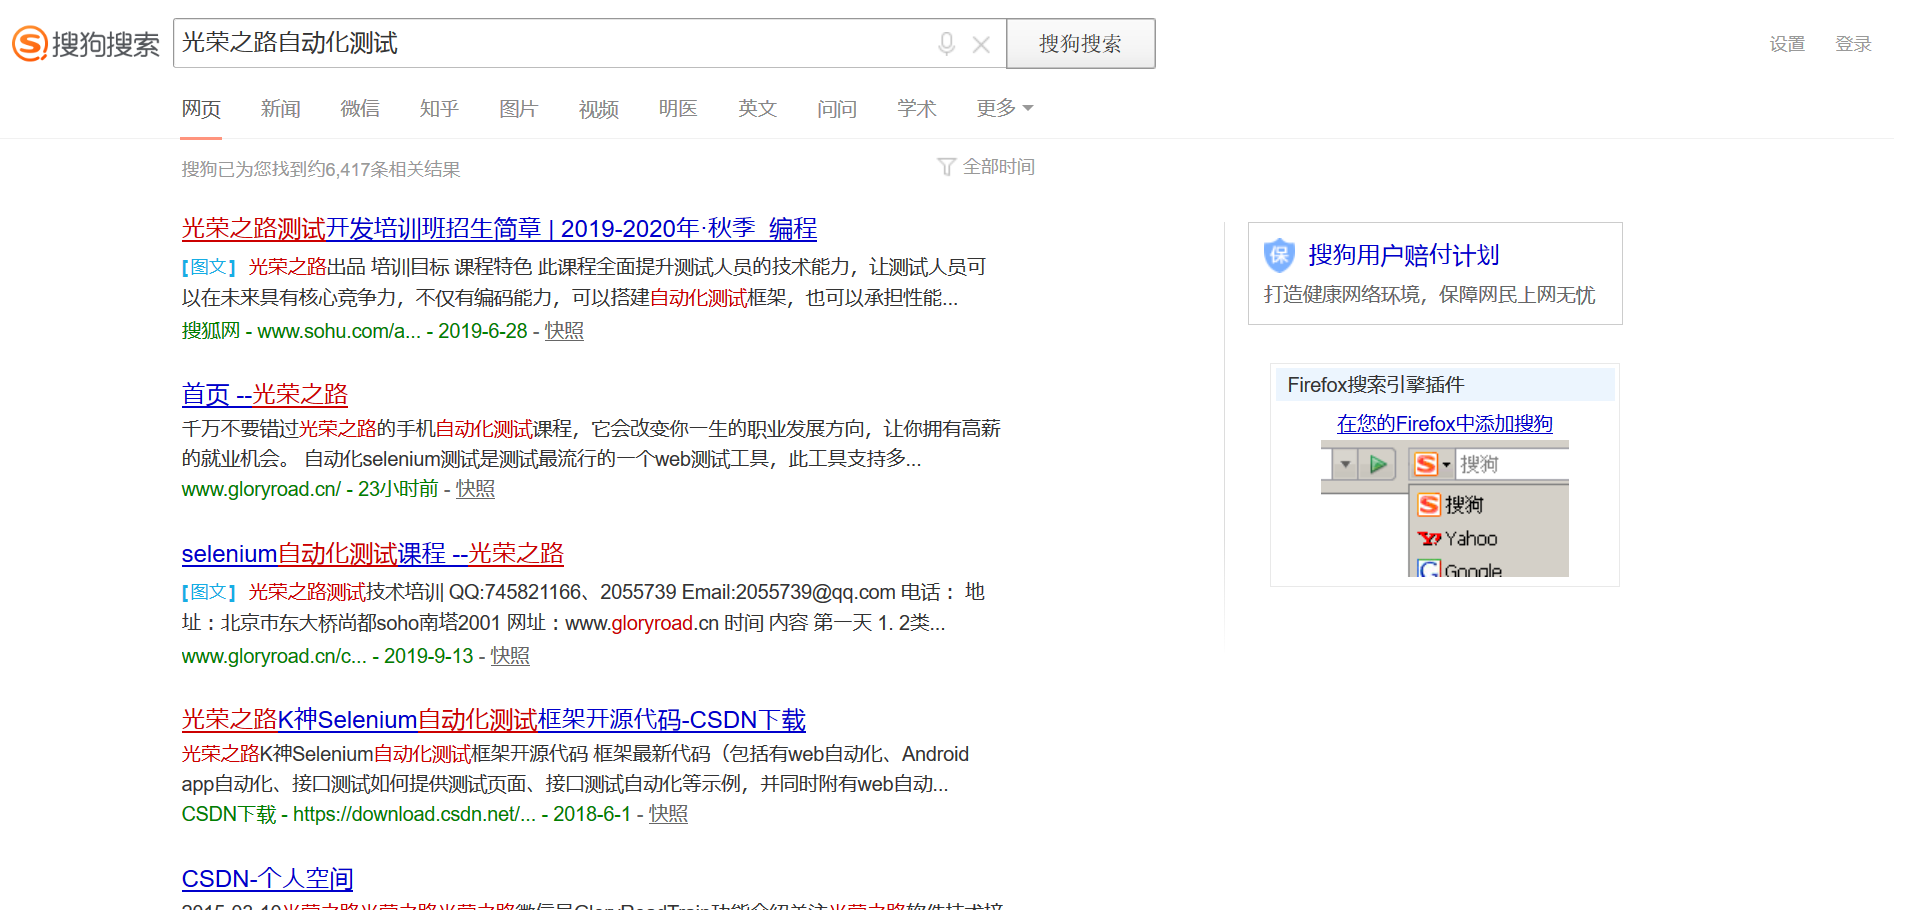 搜狗搜索 光荣之路自动化测试 搜狗搜索 设置 登录
网页 新闻 微信 知乎 图片 视频 明医 英文 问问 学术 更多
搜狗已为您找到约6,417条相关结果 全部时间
光荣之路测试开发培训班招生简章 | 2019-2020年·秋季 编程
【图文】 光荣之路出品 培训目标 课程特色 此课程全面提升测试人员的技术能力，让测试人员可
以在未来具有核心竞争力，不仅有编码能力，可以搭建自动化测试框架，也可以承担性能...
搜狐网 - www.sohu.com/a... - 2019-6-28 - 快照
首页 --光荣之路
千万不要错过光荣之路的手机自动化测试课程，它会改变你一生的职业发展方向，让你拥有高薪
的就业机会。 自动化selenium测试是测试最流行的一个web测试工具，此工具支持多...
www.gloryroad.cn/ - 23小时前 - 快照
selenium自动化测试课程 --光荣之路
【图文】 光荣之路测试技术培训| QQ:745821166、2055739 Email:2055739@qq.com 电话： 地
址：北京市东大桥尚都soho南塔2001 网址：www.gloryroad.cn 时间 内容 第一天 1. 2类...
www.gloryroad.cn/c... - 2019-9-13 - 快照
光荣之路K神Selenium自动化测试框架开源代码-CSDN下载
光荣之路K神Selenium自动化测试框架开源代码 框架最新代码（包括有web自动化、Android
app自动化、接口测试如何提供测试页面、接口测试自动化等示例，并同时附有web自动...
CSDN下载 - https://download.csdn.net/... - 2018-6-1 - 快照
CSDN-个人空间
保 搜狗用户赔付计划
打造健康网络环境，保障网民上网无忧
Firefox搜索引擎插件
在您的Firefox中添加搜狗
搜狗
搜狗
Yahoo
Google